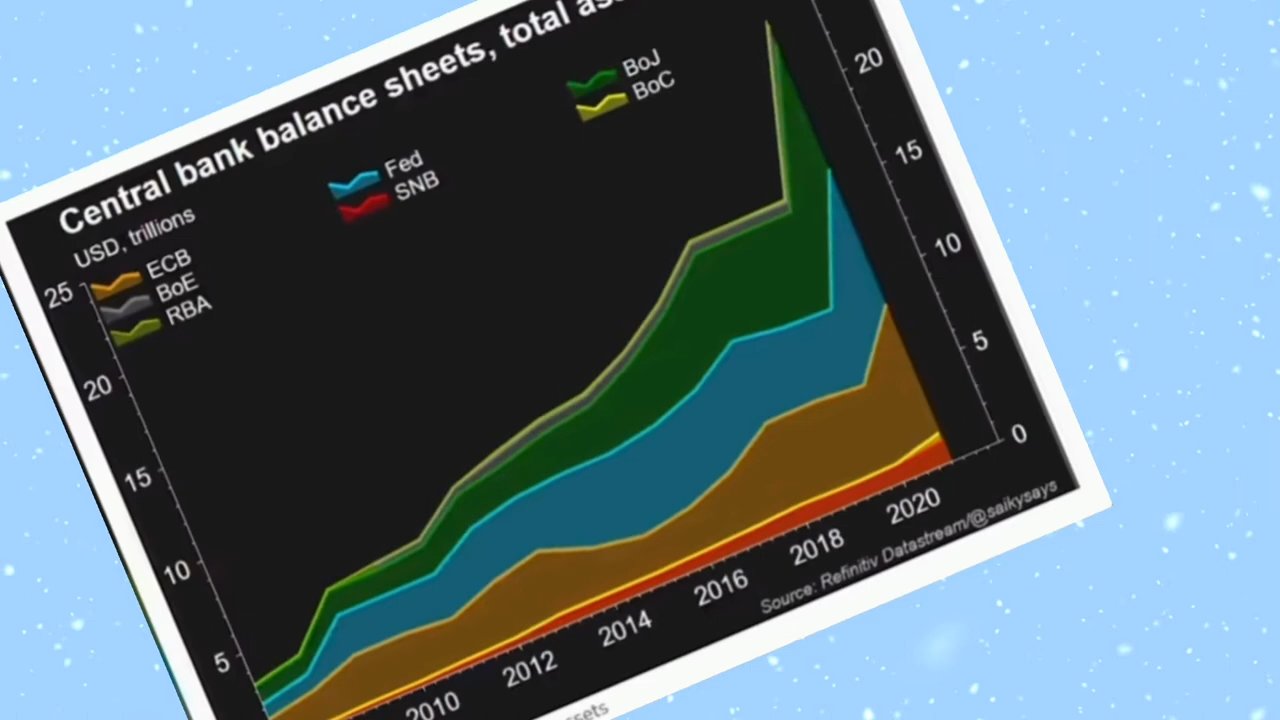 Central bank balance sheets, total
USD, trillions
ECB
BoE
RBA
Fed
SNB
BoJ
BoC
25
20
15
10
5
20
15
10
5
0
2010
2012
2014
2016
2018
2020
Source: Refinitiv Datastream/@saikysays